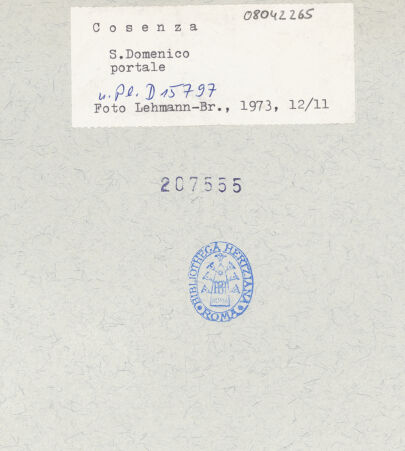 08042265
C o s e n z a
S.Domenico
portale
n. Pl. D 15797
Foto Lehmann-Br., 1973, 12/11
207555
BIBLIOTHECA HERTZIANA
ROMA